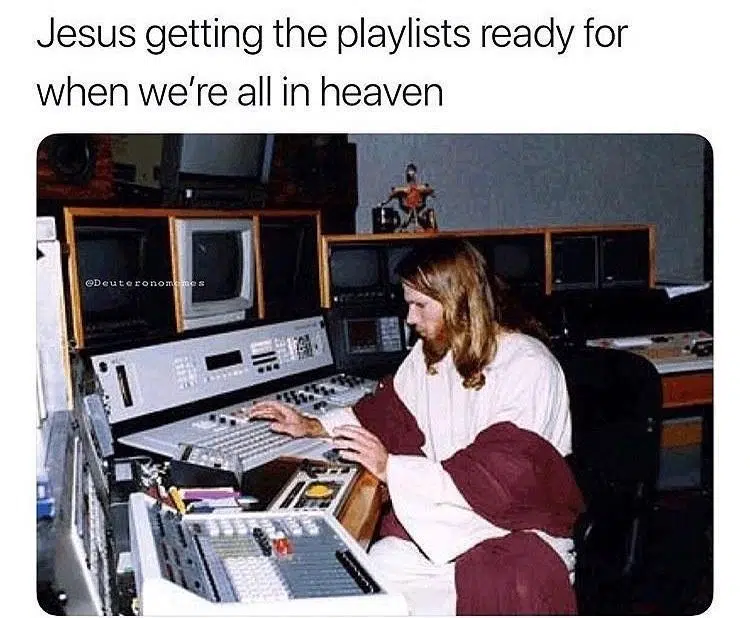 Jesus getting the playlists ready for
when we're all in heaven
@Deuteronomemes